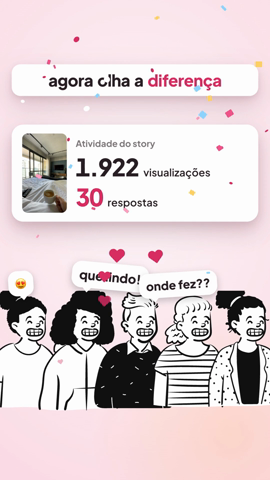 agora olha a diferença
Atividade do story
1.922 visualizações
30 respostas
querindo!
onde fez??